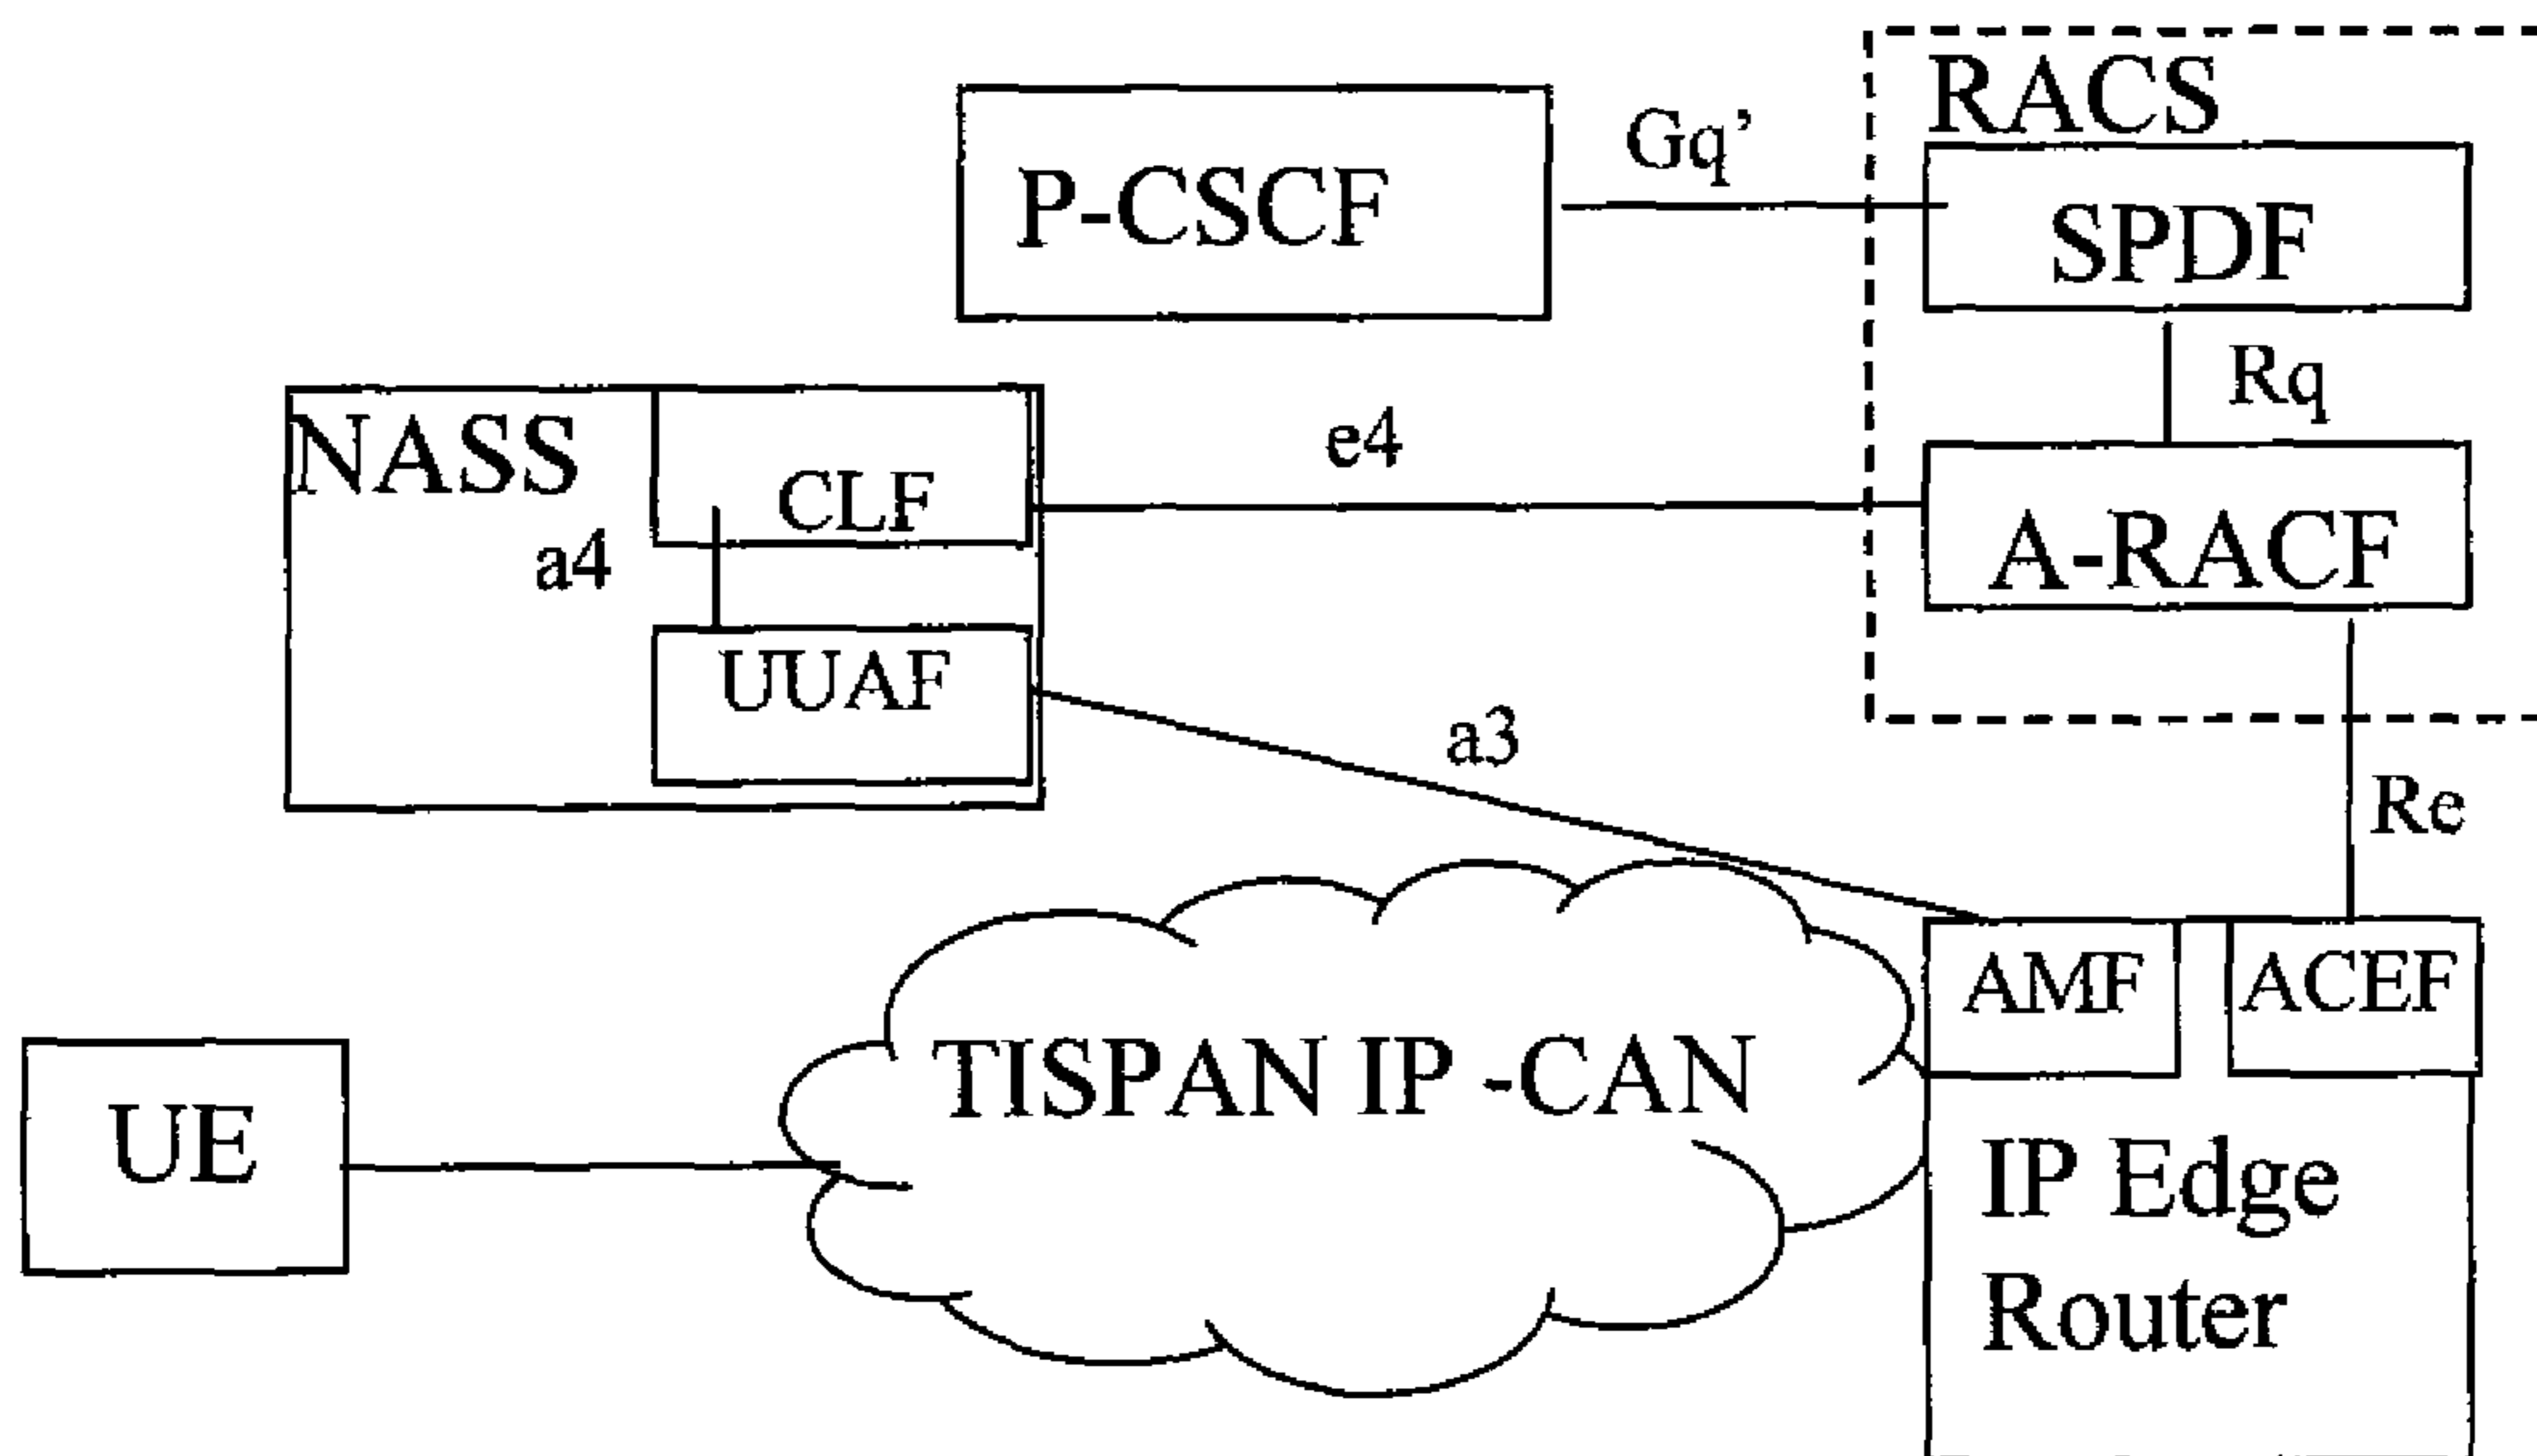 RACS
Gq’
P-CSCF
SPDF
Rq
NASS
e4
CLF
A-RACF
a4
UUAF
a3
Re
AMF
ACEF
TISPAN IP -CAN
UE
IP Edge
Router